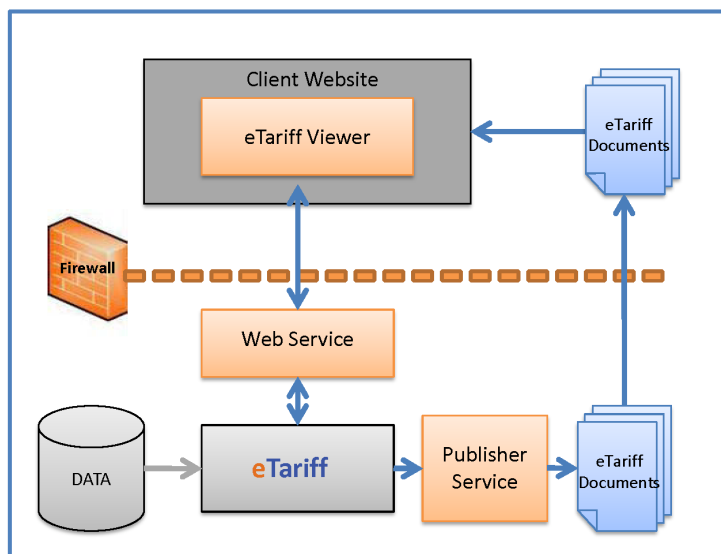 Client Website
eTariff Viewer
eTariff
Documents
Firewall
Web Service
DATA
eTariff
Publisher
Service
eTariff
Documents